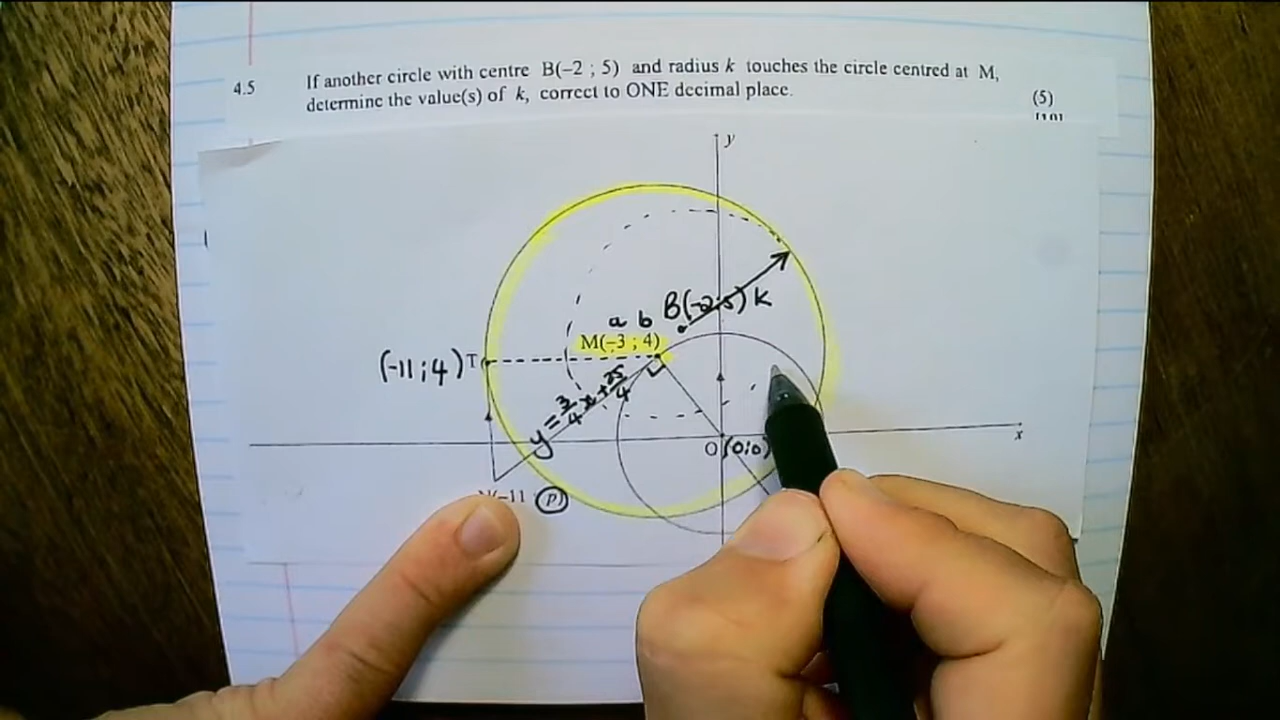 4.5 If another circle with centre B(–2 ; 5) and radius k touches the circle centred at M,
determine the value(s) of k, correct to ONE decimal place.
(5)
y
B(-2;5) k
a b
M(–3 ; 4)
(-11;4) T
y = 3/4 x + 25/4
x
O (0;0)
(–11 ; p)